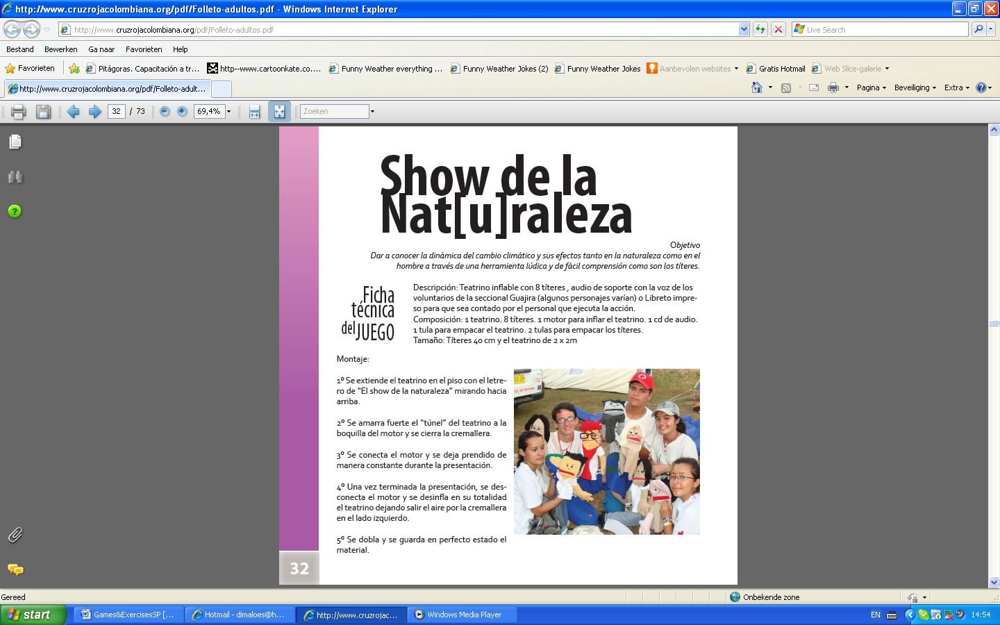 http://www.cruzrojacolombiana.org/pdf/Folleto-adultos.pdf - Windows Internet Explorer
http://www.cruzrojacolombiana.org/pdf/Folleto-adultos.pdf
Live Search
Bestand Bewerken Ga naar Favorieten Help
Favorieten Pitágoras. Capacitación a tr... http--www.cartoonkate.co.... Funny Weather everything ... Funny Weather Jokes (2) Funny Weather Jokes Aanbevolen websites Gratis Hotmail Web Slice-galerie
http://www.cruzrojacolombiana.org/pdf/Folleto-adult... Pagina Beveiliging Extra
32 / 73 69,4% Zoeken
Show de la
Nat[u]raleza
Objetivo
Dar a conocer la dinámica del cambio climático y sus efectos tanto en la naturaleza como en el
hombre a través de una herramienta lúdica y de fácil comprensión como son los títeres.
Ficha
técnica
del JUEGO
Descripción: Teatrino inflable con 8 títeres , audio de soporte con la voz de los
voluntarios de la seccional Guajira (algunos personajes varían) o Libreto impre-
so para que sea contado por el personal que ejecuta la acción.
Composición: 1 teatrino. 8 títeres. 1 motor para inflar el teatrino. 1 cd de audio.
1 tula para empacar el teatrino. 2 tulas para empacar los títeres.
Tamaño: Títeres 40 cm y el teatrino de 2 x 2m
Montaje:
1º Se extiende el teatrino en el piso con el letre-
ro de “El show de la naturaleza” mirando hacia
arriba.
2º Se amarra fuerte el “túnel” del teatrino a la
boquilla del motor y se cierra la cremallera.
3º Se conecta el motor y se deja prendido de
manera constante durante la presentación.
4º Una vez terminada la presentación, se des-
conecta el motor y se desinfla en su totalidad
el teatrino dejando salir el aire por la cremallera
en el lado izquierdo.
5º Se dobla y se guarda en perfecto estado el
material.
32
Gereed Onbekende zone
start Games&ExercisesSP [... Hotmail - dimaloes@h... http://www.cruzrojac... Windows Media Player EN 14:54